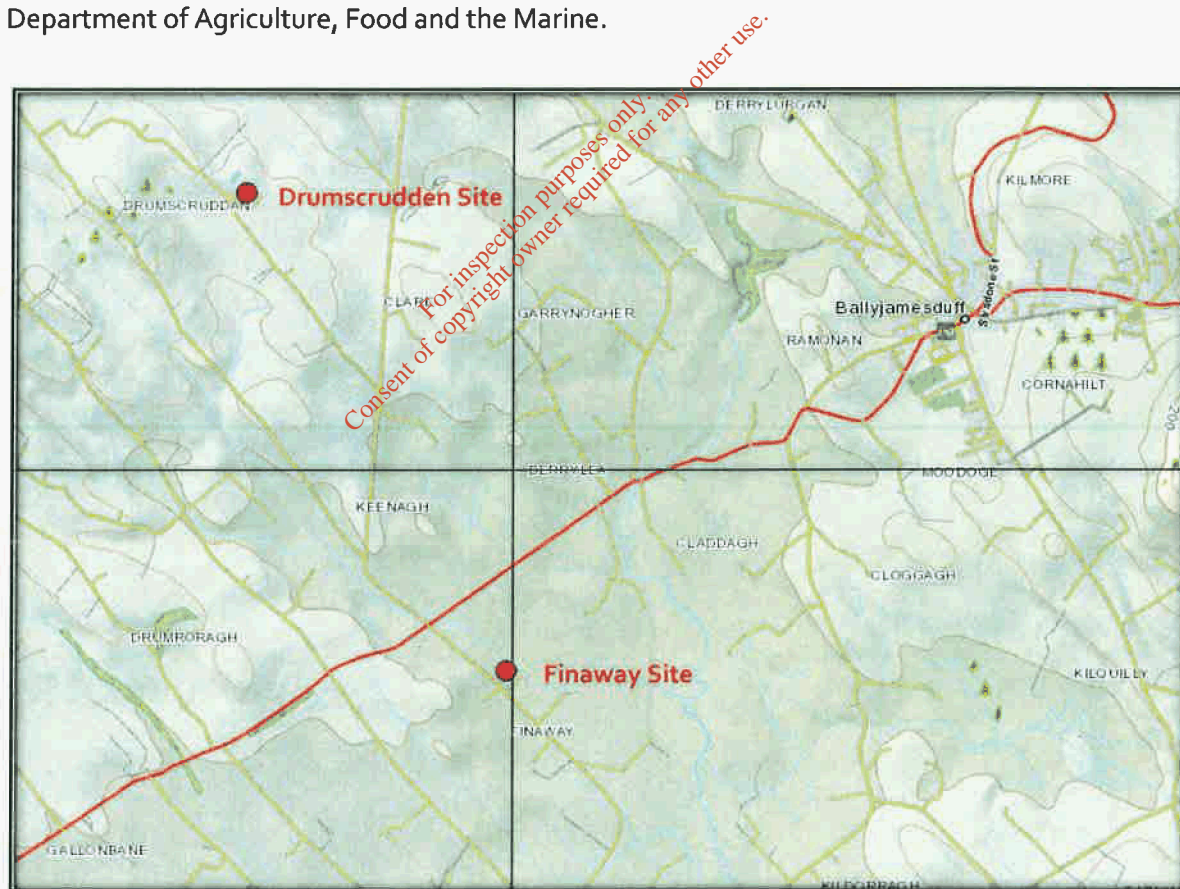 Department of Agriculture, Food and the Marine.
For inspection purposes only.
Consent of copyright owner required for any other use.
DERRYLURGAN
KILMORE
DRUMSCRUDDAN
Drumscrudden Site
CLARE
GARRYNOGHER
Ballyjamesduff
RAMONAN
CORNAHILT
200
DERRYLEA
MOODOGE
KEENAGH
CLADDAGH
CLOGGAGH
DRUMRORAGH
Finaway Site
KILQUILLY
FINAWAY
GALLONBANE
KILDORRAGH